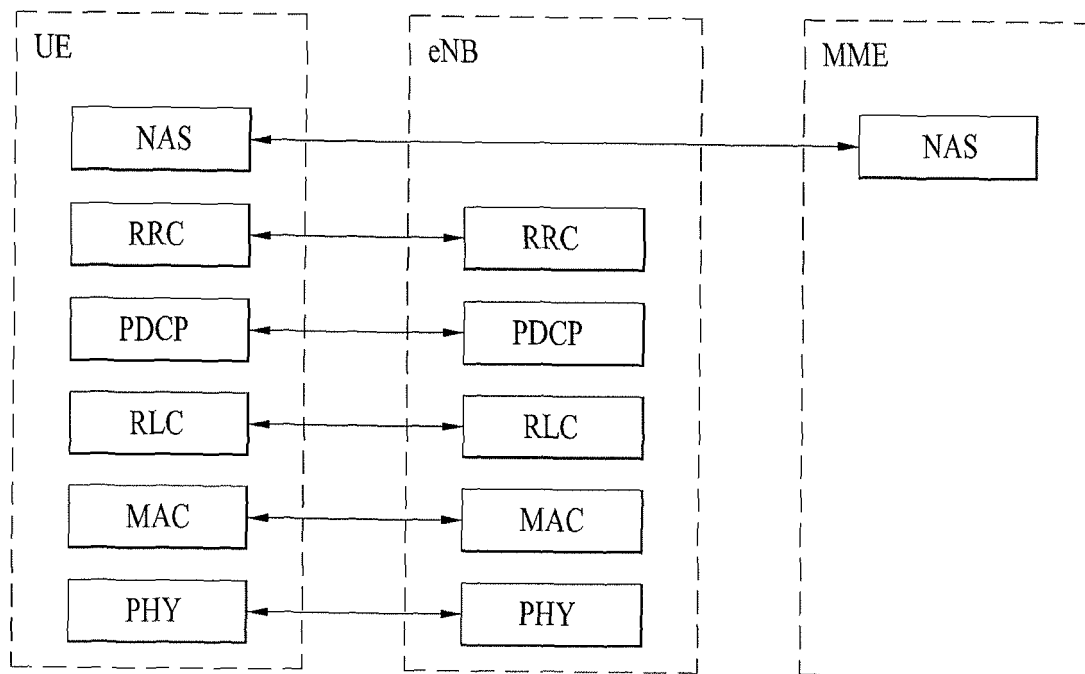 UE
eNB
MME
NAS
NAS
RRC
RRC
PDCP
PDCP
RLC
RLC
MAC
MAC
PHY
PHY